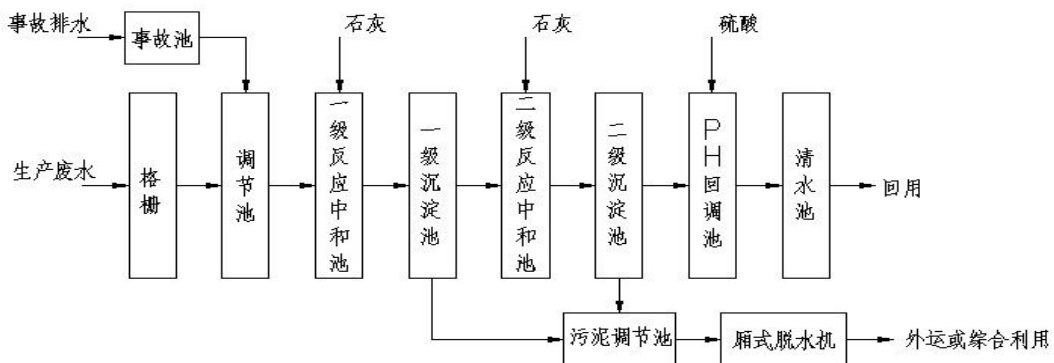 事故排水
事故池
石灰
石灰
硫酸
生产废水
格栅
调节池
一级反应中和池
一级沉淀池
二级反应中和池
二级沉淀池
PH回调池
清水池
回用
污泥调节池
厢式脱水机
外运或综合利用